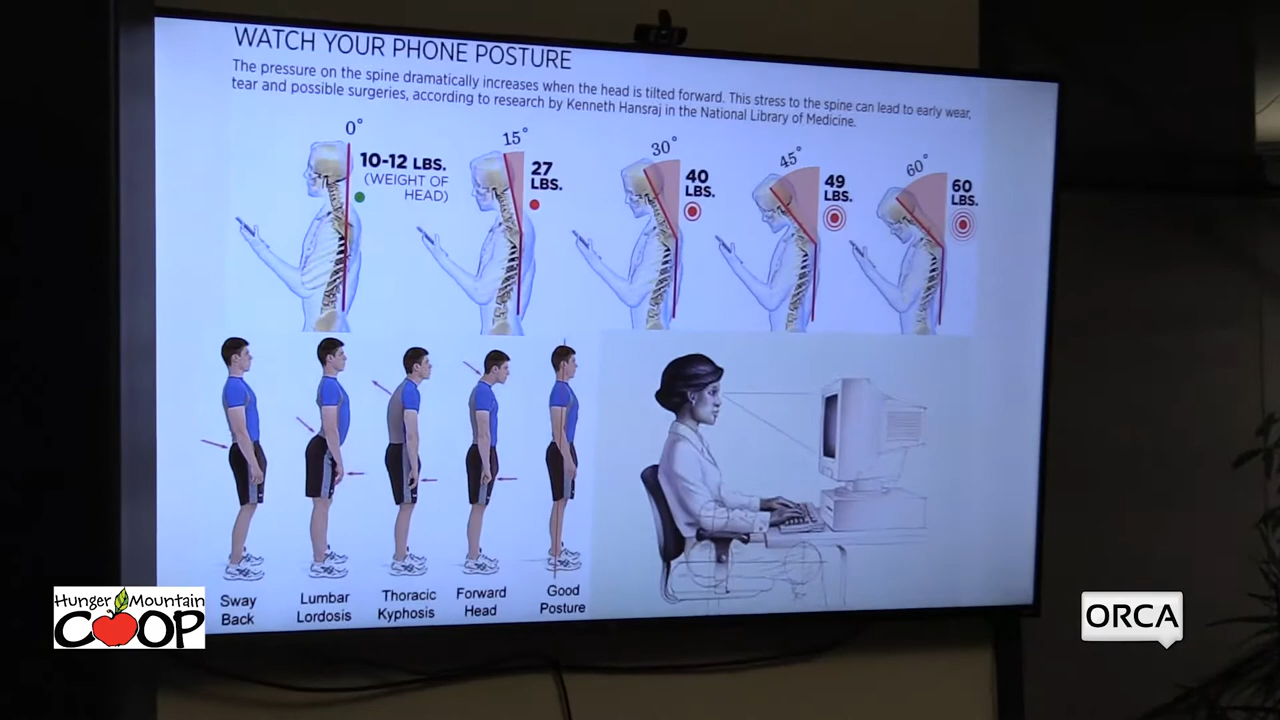 WATCH YOUR PHONE POSTURE
The pressure on the spine dramatically increases when the head is tilted forward. This stress to the spine can lead to early wear,
tear and possible surgeries, according to research by Kenneth Hansraj in the National Library of Medicine.
0°
10-12 LBS.
(WEIGHT OF
HEAD)
15°
27
LBS.
30°
40
LBS.
45°
49
LBS.
60°
60
LBS.
Sway
Back
Lumbar
Lordosis
Thoracic
Kyphosis
Forward
Head
Good
Posture
Hunger Mountain
COOP
ORCA